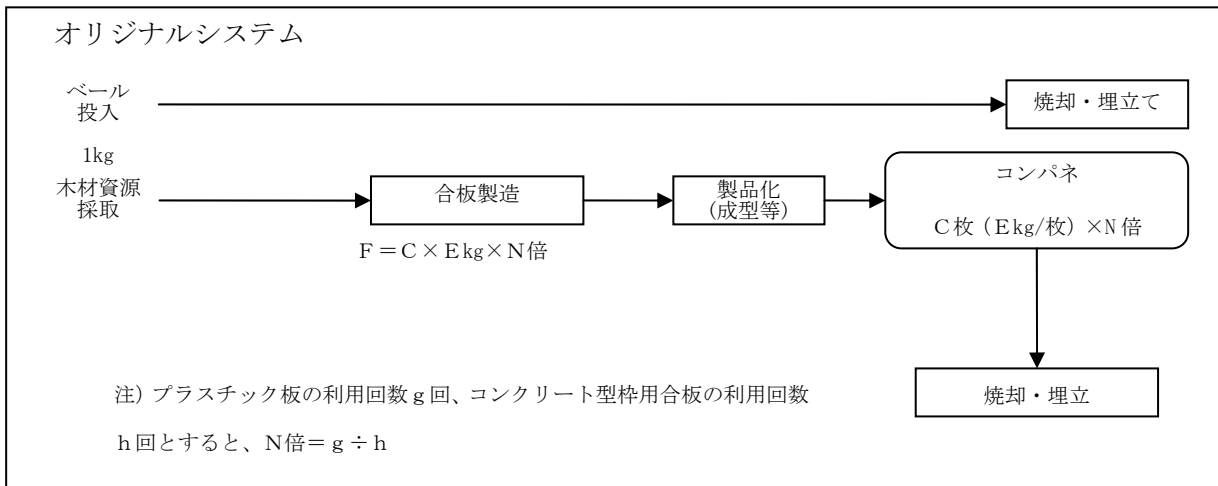 オリジナルシステム
ベール
投入
焼却・埋立て
1kg
木材資源
採取
合板製造
製品化
(成型等)
コンパネ
C枚（Ekg/枚）×N倍
F＝C×Ekg×N倍
焼却・埋立
注）プラスチック板の利用回数g回、コンクリート型枠用合板の利用回数
h回とすると、N倍＝g÷h